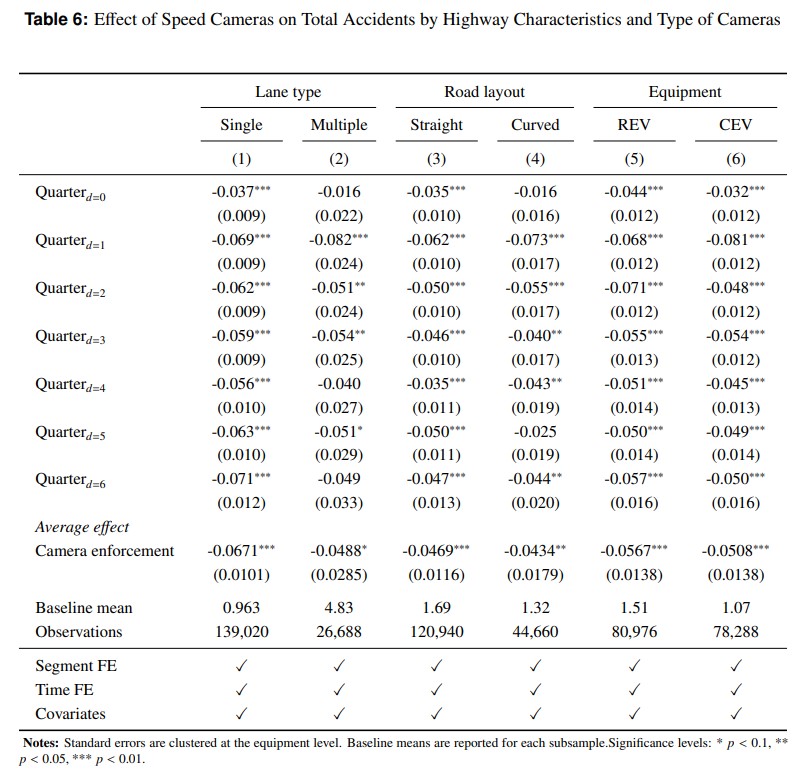 Table 6: Effect of Speed Cameras on Total Accidents by Highway Characteristics and Type of Cameras
Lane type Road layout Equipment
Single Multiple Straight Curved REV CEV
(1) (2) (3) (4) (5) (6)
Quarter_{d=0} -0.037*** -0.016 -0.035*** -0.016 -0.044*** -0.032***
(0.009) (0.022) (0.010) (0.016) (0.012) (0.012)
Quarter_{d=1} -0.069*** -0.082*** -0.062*** -0.073*** -0.068*** -0.081***
(0.009) (0.024) (0.010) (0.017) (0.012) (0.012)
Quarter_{d=2} -0.062*** -0.051** -0.050*** -0.055*** -0.071*** -0.048***
(0.009) (0.024) (0.010) (0.017) (0.012) (0.012)
Quarter_{d=3} -0.059*** -0.054** -0.046*** -0.040** -0.055*** -0.054***
(0.009) (0.025) (0.010) (0.017) (0.013) (0.012)
Quarter_{d=4} -0.056*** -0.040 -0.035*** -0.043** -0.051*** -0.045***
(0.010) (0.027) (0.011) (0.019) (0.014) (0.013)
Quarter_{d=5} -0.063*** -0.051* -0.050*** -0.025 -0.050*** -0.049***
(0.010) (0.029) (0.011) (0.019) (0.014) (0.014)
Quarter_{d=6} -0.071*** -0.049 -0.047*** -0.044** -0.057*** -0.050***
(0.012) (0.033) (0.013) (0.020) (0.016) (0.016)
Average effect
Camera enforcement -0.0671*** -0.0488* -0.0469*** -0.0434** -0.0567*** -0.0508***
(0.0101) (0.0285) (0.0116) (0.0179) (0.0138) (0.0138)
Baseline mean 0.963 4.83 1.69 1.32 1.51 1.07
Observations 139,020 26,688 120,940 44,660 80,976 78,288
Segment FE ✓ ✓ ✓ ✓ ✓ ✓
Time FE ✓ ✓ ✓ ✓ ✓ ✓
Covariates ✓ ✓ ✓ ✓ ✓ ✓
Notes: Standard errors are clustered at the equipment level. Baseline means are reported for each subsample.Significance levels: * p < 0.1, **
p < 0.05, *** p < 0.01.